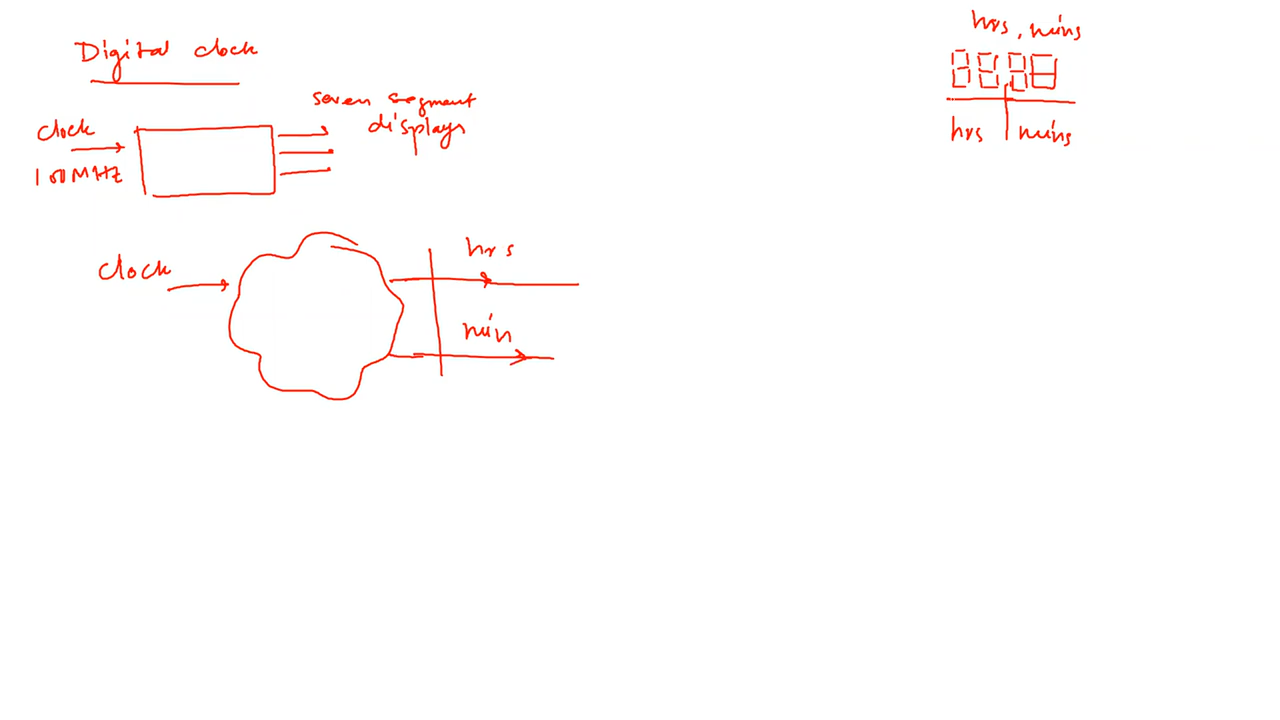 Digital clock
hrs, mins
seven segment
displays
clock
100MHz
88.88
hrs | mins
clock
hrs
min